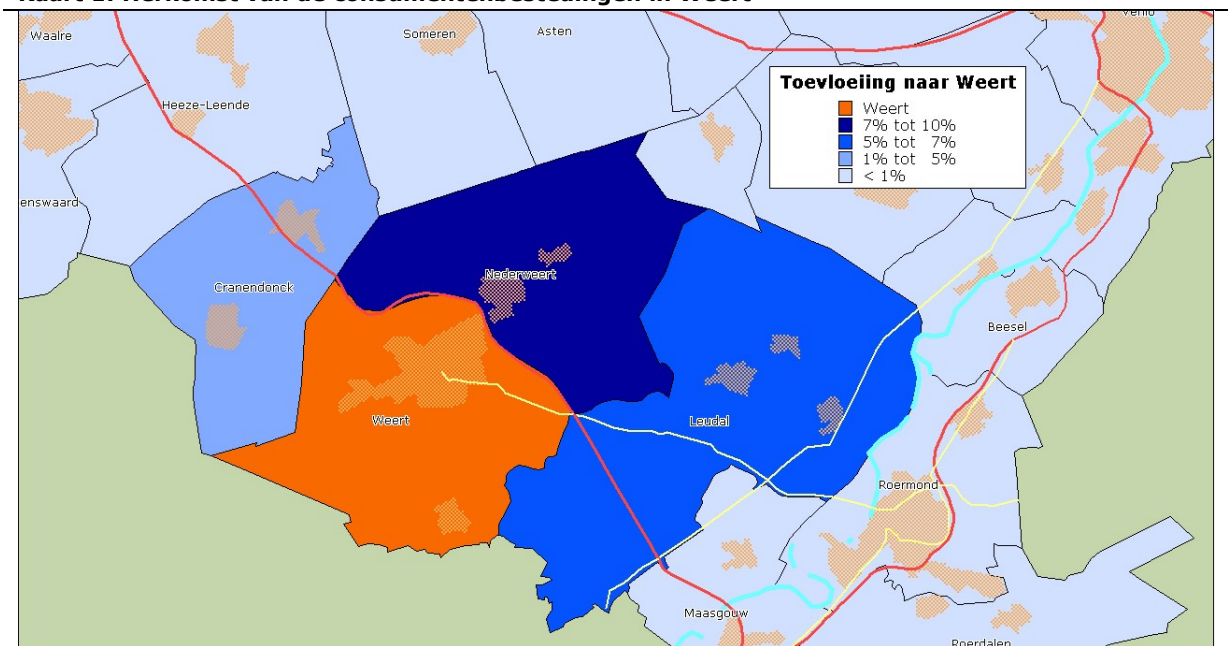 Waalre
Someren
Asten
Venlo
Heeze-Leende
Toevloeiing naar Weert
Weert
7% tot 10%
5% tot 7%
1% tot 5%
< 1%
enswaard
Nederweert
Cranendonck
Beesel
Weert
Leudal
Roermond
Maasgouw
Roerdalen